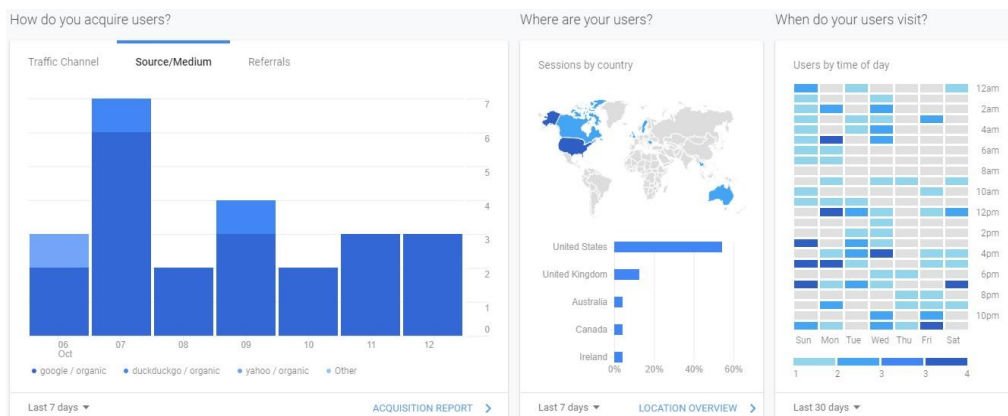 How do you acquire users?
Traffic Channel Source/Medium Referrals
7
6
5
4
3
2
1
0
06 07 08 09 10 11 12
Oct
google / organic duckduckgo / organic yahoo / organic Other
Last 7 days ACQUISITION REPORT
Where are your users?
Sessions by country
United States
United Kingdom
Australia
Canada
Ireland
0% 20% 40% 60%
Last 7 days LOCATION OVERVIEW
When do your users visit?
Users by time of day
12am
2am
4am
6am
8am
10am
12pm
2pm
4pm
6pm
8pm
10pm
Sun Mon Tue Wed Thu Fri Sat
1 2 3 3 4
Last 30 days